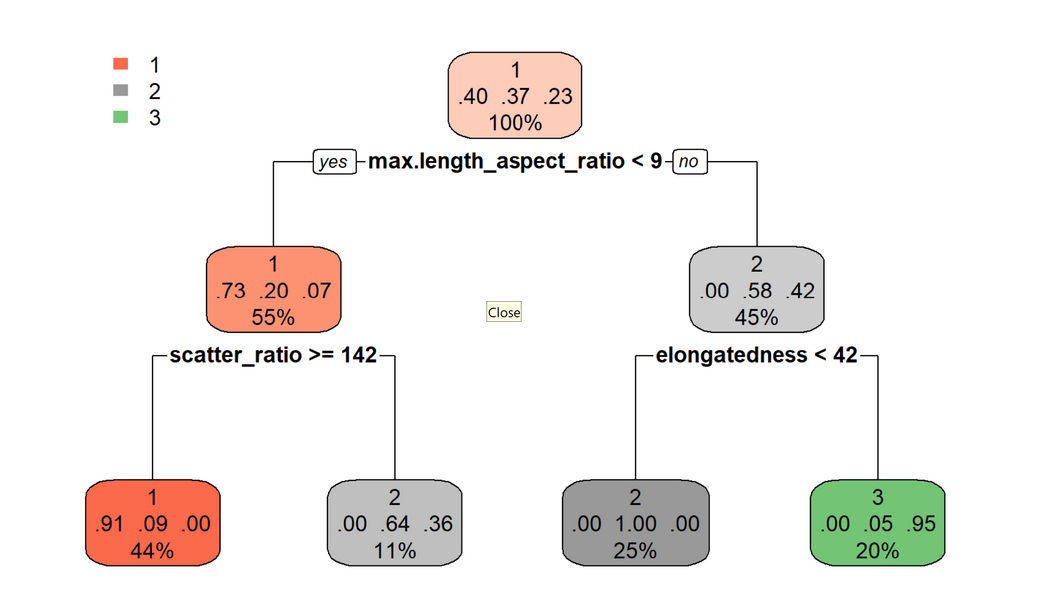 1
2
3
1
.40 .37 .23
100%
yes max.length_aspect_ratio < 9 no
1
.73 .20 .07
55%
2
.00 .58 .42
45%
Close
scatter_ratio >= 142
elongatedness < 42
1
.91 .09 .00
44%
2
.00 .64 .36
11%
2
.00 1.00 .00
25%
3
.00 .05 .95
20%